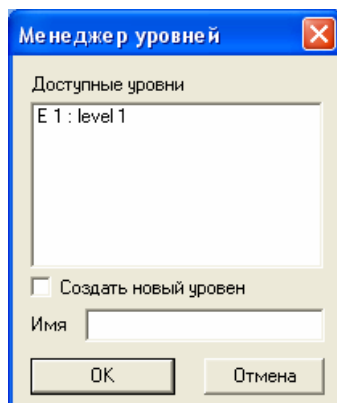 Менеджер уровней
Доступные уровни
E 1 : level 1
Создать новый уровен
Имя
OK
Отмена